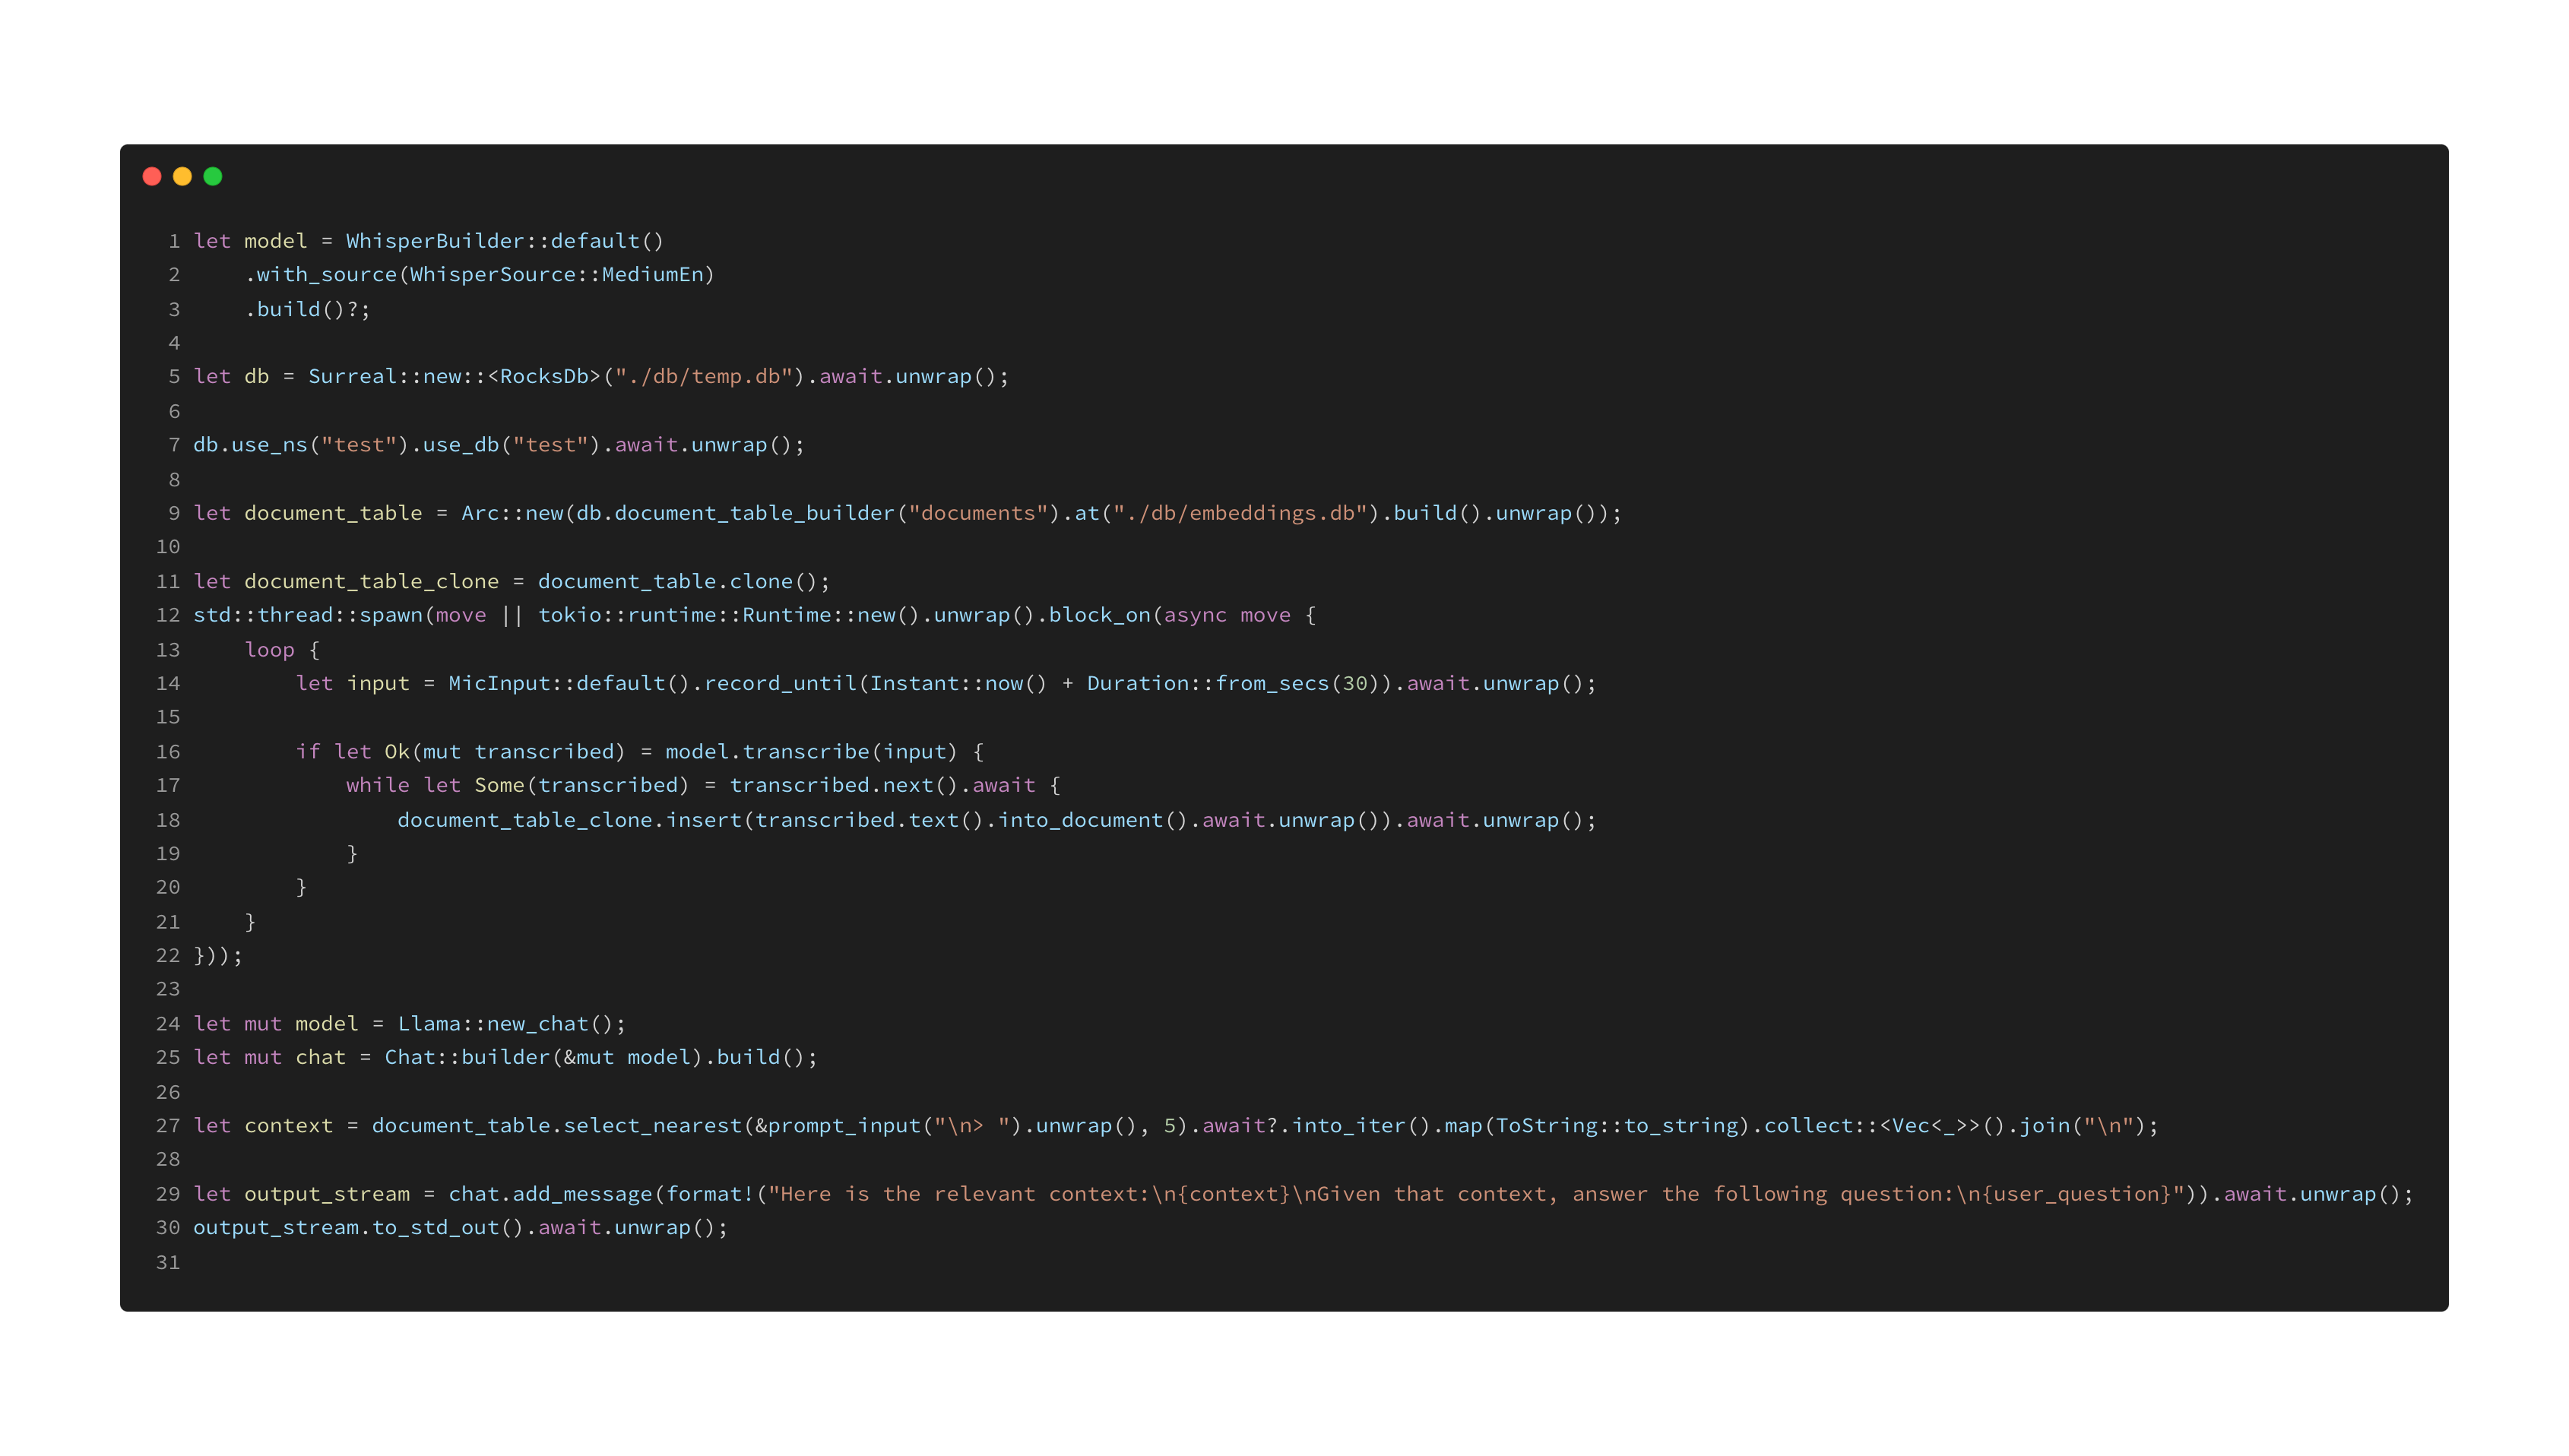 1 let model = WhisperBuilder::default()
2     .with_source(WhisperSource::MediumEn)
3     .build()?;
4
5 let db = Surreal::new::<RocksDb>("./db/temp.db").await.unwrap();
6
7 db.use_ns("test").use_db("test").await.unwrap();
8
9 let document_table = Arc::new(db.document_table_builder("documents").at("./db/embeddings.db").build().unwrap());
10
11 let document_table_clone = document_table.clone();
12 std::thread::spawn(move || tokio::runtime::Runtime::new().unwrap().block_on(async move {
13     loop {
14         let input = MicInput::default().record_until(Instant::now() + Duration::from_secs(30)).await.unwrap();
15
16         if let Ok(mut transcribed) = model.transcribe(input) {
17             while let Some(transcribed) = transcribed.next().await {
18                 document_table_clone.insert(transcribed.text().into_document().await.unwrap()).await.unwrap();
19             }
20         }
21     }
22 }));
23
24 let mut model = Llama::new_chat();
25 let mut chat = Chat::builder(&mut model).build();
26
27 let context = document_table.select_nearest(&prompt_input("\n> ").unwrap(), 5).await?.into_iter().map(ToString::to_string).collect::<Vec<_>>().join("\n");
28
29 let output_stream = chat.add_message(format!("Here is the relevant context:\n{context}\nGiven that context, answer the following question:\n{user_question}")).await.unwrap();
30 output_stream.to_std_out().await.unwrap();
31